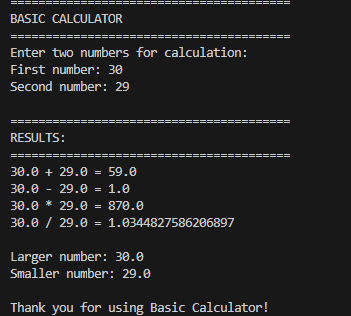 ========================================
BASIC CALCULATOR
========================================
Enter two numbers for calculation:
First number: 30
Second number: 29
========================================
RESULTS:
========================================
30.0 + 29.0 = 59.0
30.0 - 29.0 = 1.0
30.0 * 29.0 = 870.0
30.0 / 29.0 = 1.0344827586206897
Larger number: 30.0
Smaller number: 29.0
Thank you for using Basic Calculator!